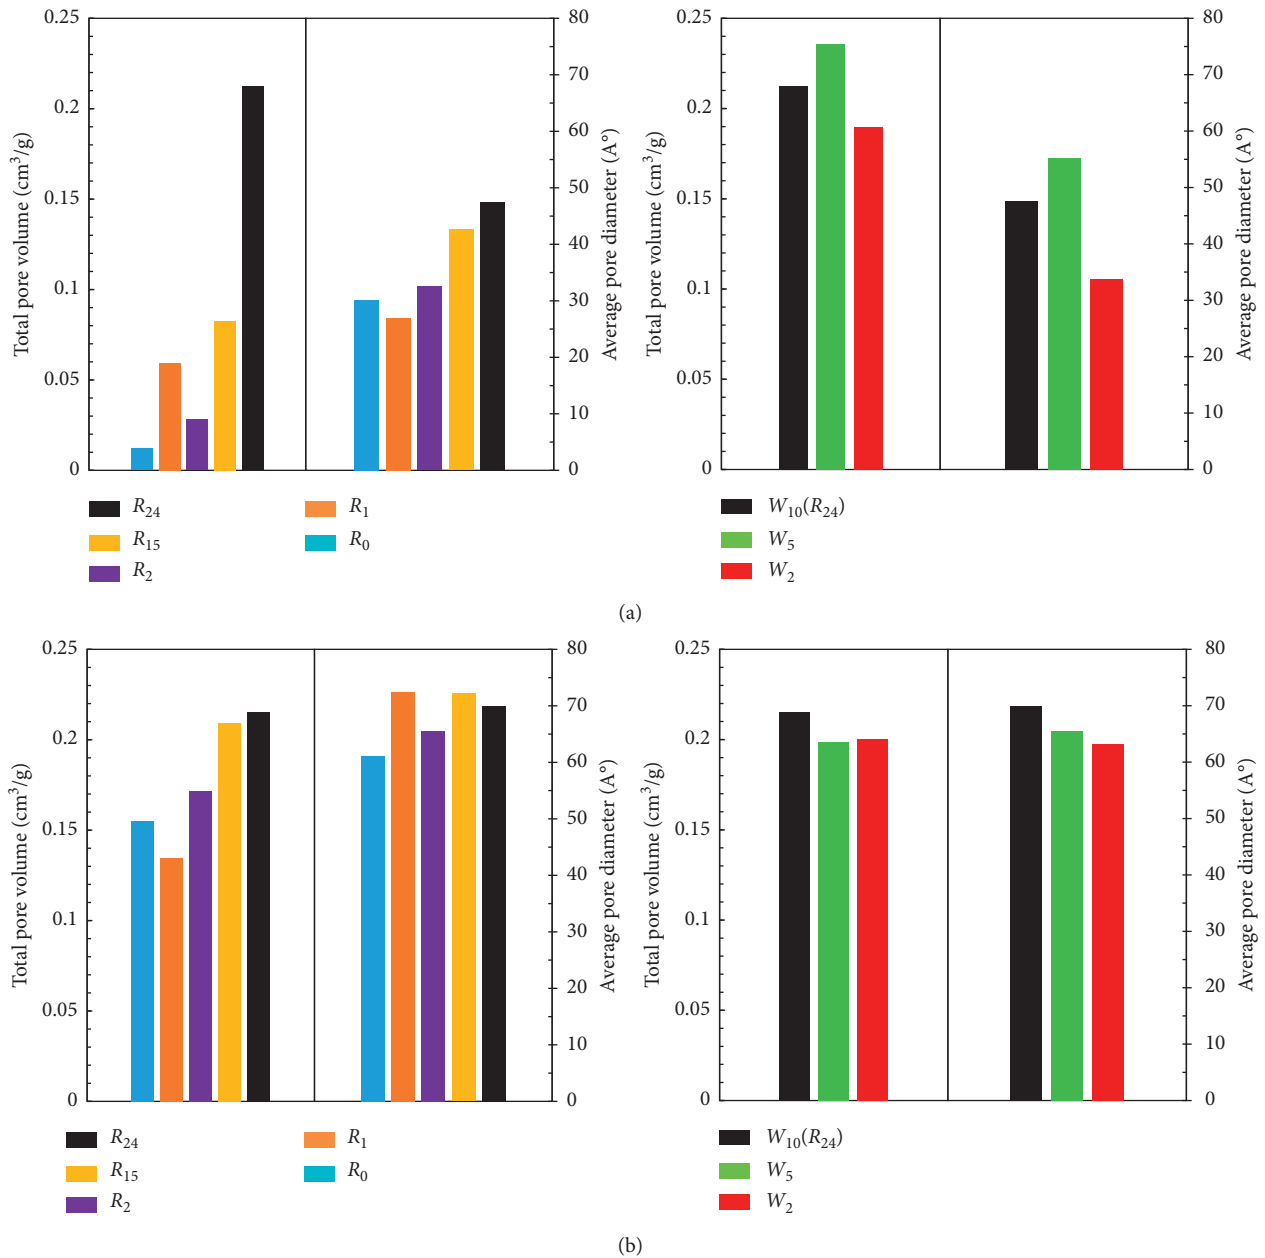 Total pore volume (cm³/g)
0.25
0.2
0.15
0.1
0.05
0
80
70
60
50
40
30
20
10
0
Average pore diameter (A°)
R₂₄
R₁₅
R₂
R₁
R₀
Total pore volume (cm³/g)
0.25
0.2
0.15
0.1
0.05
0
80
70
60
50
40
30
20
10
0
Average pore diameter (A°)
W₁₀(R₂₄)
W₅
W₂
(a)
Total pore volume (cm³/g)
0.25
0.2
0.15
0.1
0.05
0
80
70
60
50
40
30
20
10
0
Average pore diameter (A°)
R₂₄
R₁₅
R₂
R₁
R₀
Total pore volume (cm³/g)
0.25
0.2
0.15
0.1
0.05
0
80
70
60
50
40
30
20
10
0
Average pore diameter (A°)
W₁₀(R₂₄)
W₅
W₂
(b)